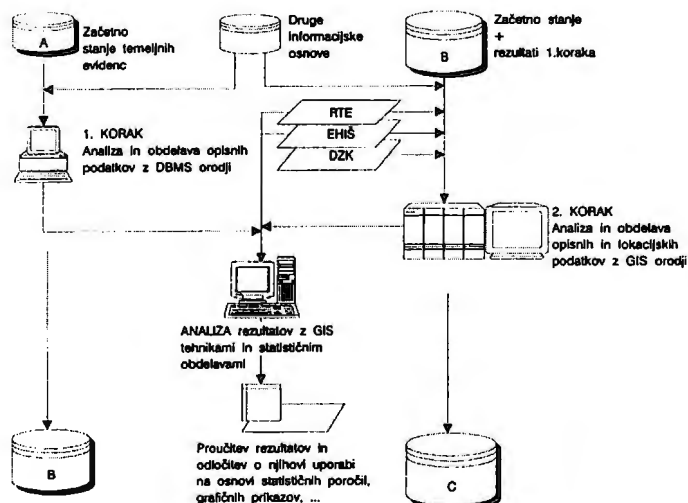 A
Začetno
stanje temeljnih
evidenc
Druge
informacijske
osnove
B
Začetno stanje
+
rezultati 1.koraka
RTE
EHIŠ
DZK
1. KORAK
Analiza in obdelava opisnih
podatkov z DBMS orodji
2. KORAK
Analiza in obdelava
opisnih in lokacijskih
podatkov z GIS orodji
ANALIZA rezultatov z GIS
tehnikami in statističnim
obdelavami
B
Proučitev rezultatov in
odločitev o njihovi uporabi
na osnovi statističnih poročil,
grafičnih prikazov, ...
C